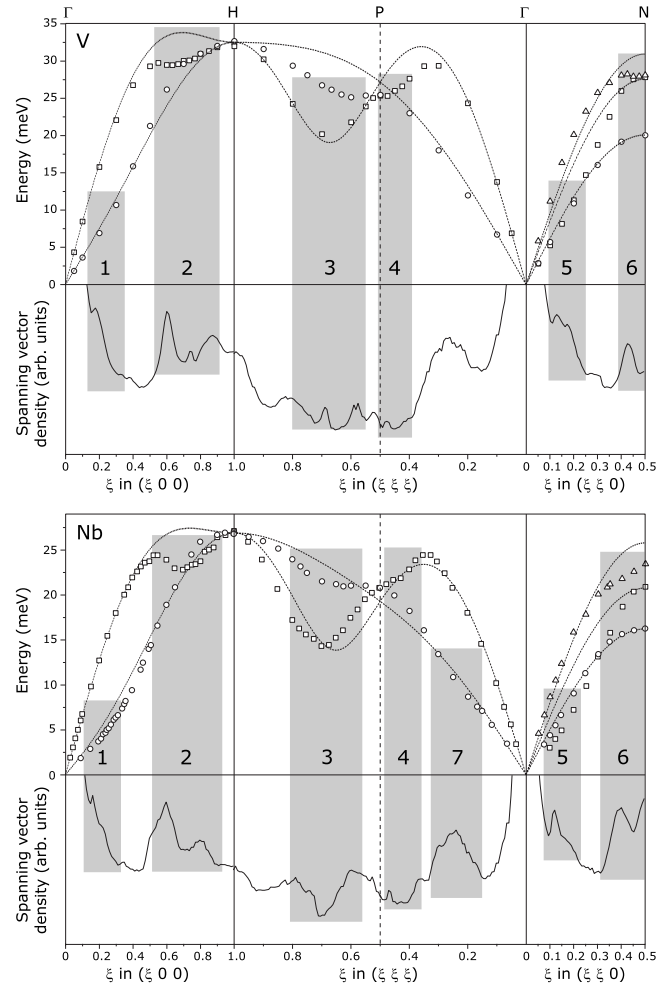 Γ H P Γ N
V
35
30
25
20
15
10
5
0
Energy (meV)
1 2 3 4 5 6
Spanning vector
density (arb. units)
0 0.2 0.4 0.6 0.8 1.0 0.8 0.6 0.4 0.2 0 0.1 0.2 0.3 0.4 0.5
ξ in (ξ 0 0) ξ in (ξ ξ ξ) ξ in (ξ ξ 0)
Nb
25
20
15
10
5
0
Energy (meV)
1 2 3 4 7 5 6
Spanning vector
density (arb. units)
0 0.2 0.4 0.6 0.8 1.0 0.8 0.6 0.4 0.2 0 0.1 0.2 0.3 0.4 0.5
ξ in (ξ 0 0) ξ in (ξ ξ ξ) ξ in (ξ ξ 0)